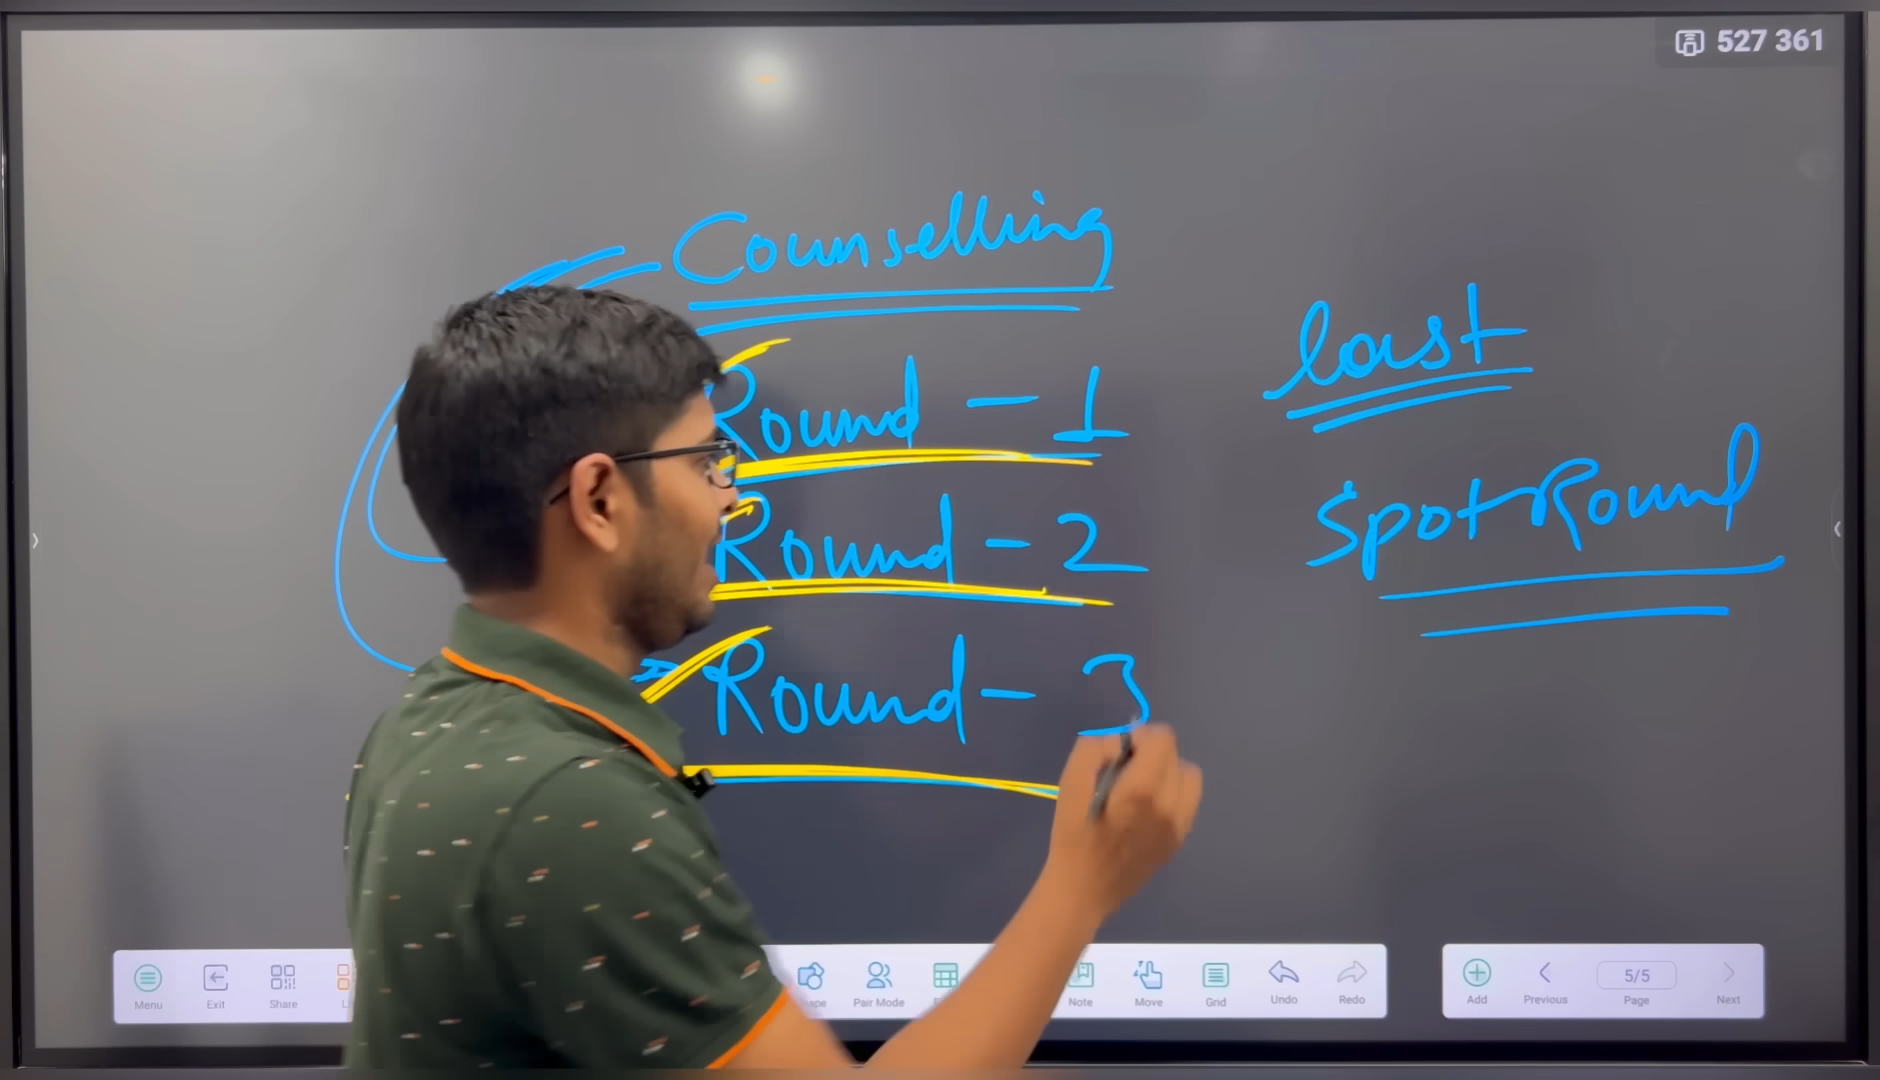 527 361
Counselling
Round - 1
Round - 2
Round - 3
last
Spot Round
Menu
Exit
Share
Pair Mode
Note
Move
Grid
Undo
Redo
Add
Previous
5/5
Page
Next